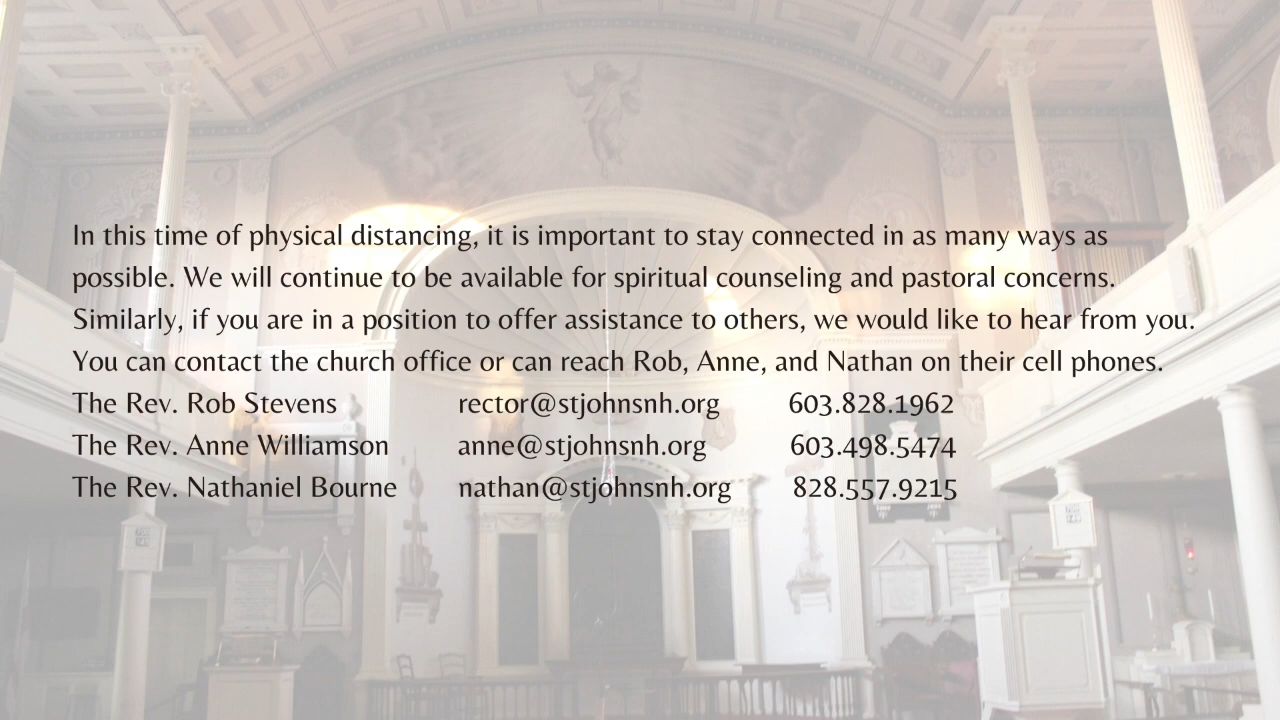 In this time of physical distancing, it is important to stay connected in as many ways as
possible. We will continue to be available for spiritual counseling and pastoral concerns.
Similarly, if you are in a position to offer assistance to others, we would like to hear from you.
You can contact the church office or can reach Rob, Anne, and Nathan on their cell phones.
The Rev. Rob Stevens rector@stjohnsnh.org 603.828.1962
The Rev. Anne Williamson anne@stjohnsnh.org 603.498.5474
The Rev. Nathaniel Bourne nathan@stjohnsnh.org 828.557.9215